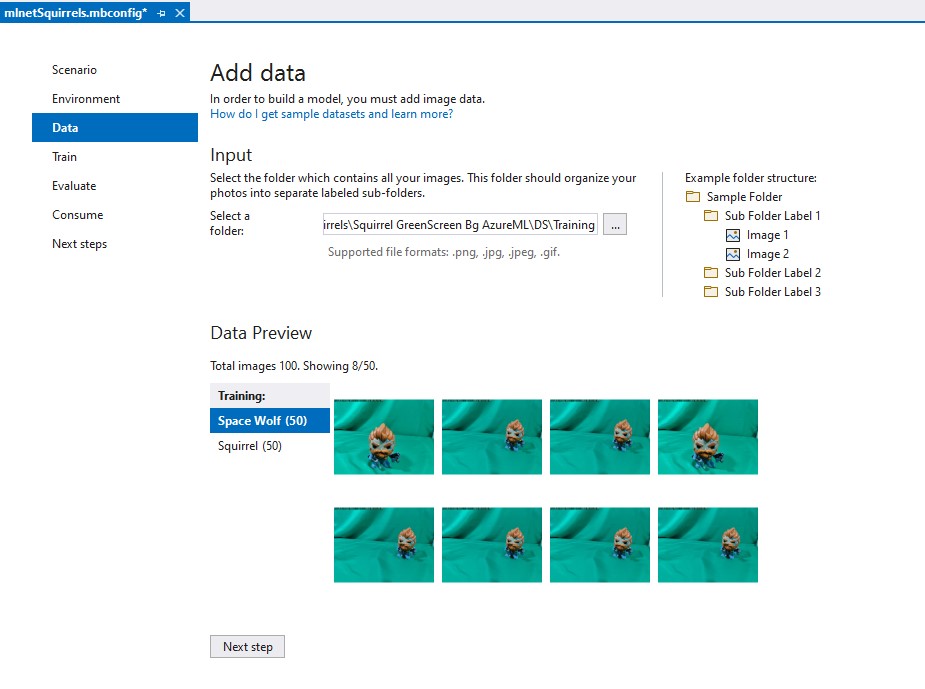 mlnetSquirrels.mbconfig*
Scenario
Environment
Data
Train
Evaluate
Consume
Next steps
Add data
In order to build a model, you must add image data.
How do I get sample datasets and learn more?
Input
Select the folder which contains all your images. This folder should organize your
photos into separate labeled sub-folders.
Select a
folder:
irrels\Squirrel GreenScreen Bg AzureML\DS\Training
...
Supported file formats: .png, .jpg, .jpeg, .gif.
Example folder structure:
Sample Folder
Sub Folder Label 1
Image 1
Image 2
Sub Folder Label 2
Sub Folder Label 3
Data Preview
Total images 100. Showing 8/50.
Training:
Space Wolf (50)
Squirrel (50)
Next step